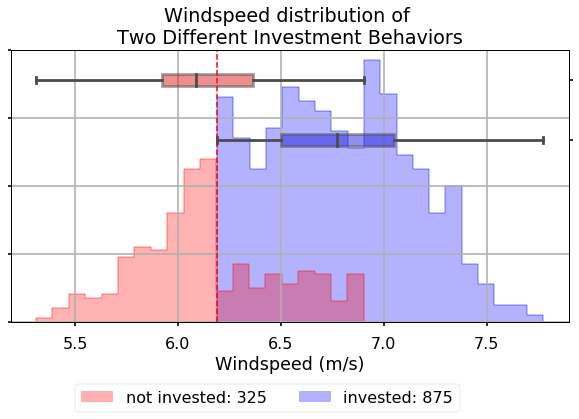 Windspeed distribution of
Two Different Investment Behaviors
5.5 6.0 6.5 7.0 7.5
Windspeed (m/s)
not invested: 325 invested: 875